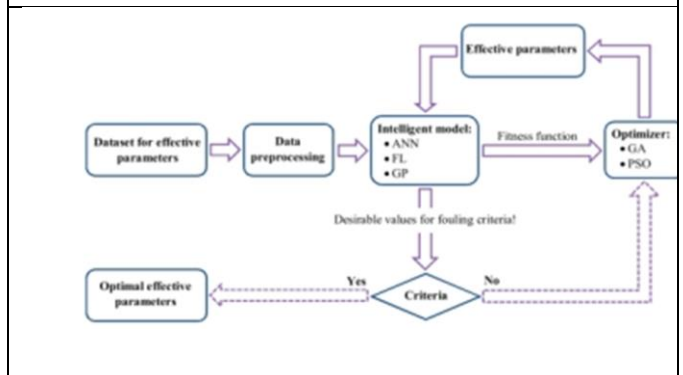 Effective parameters
Dataset for effective
parameters
Data
preprocessing
Intelligent model:
• ANN
• FL
• GP
Fitness function
Optimizer:
• GA
• PSO
Desirable values for fouling criteria!
Optimal effective
parameters
Yes
Criteria
No